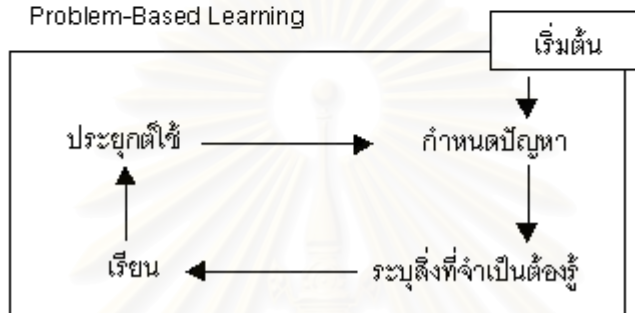 Problem-Based Learning
เริ่มต้น
ประยุกต์ใช้
กำหนดปัญหา
เรียน
ระบุสิ่งที่จำเป็นต้องรู้